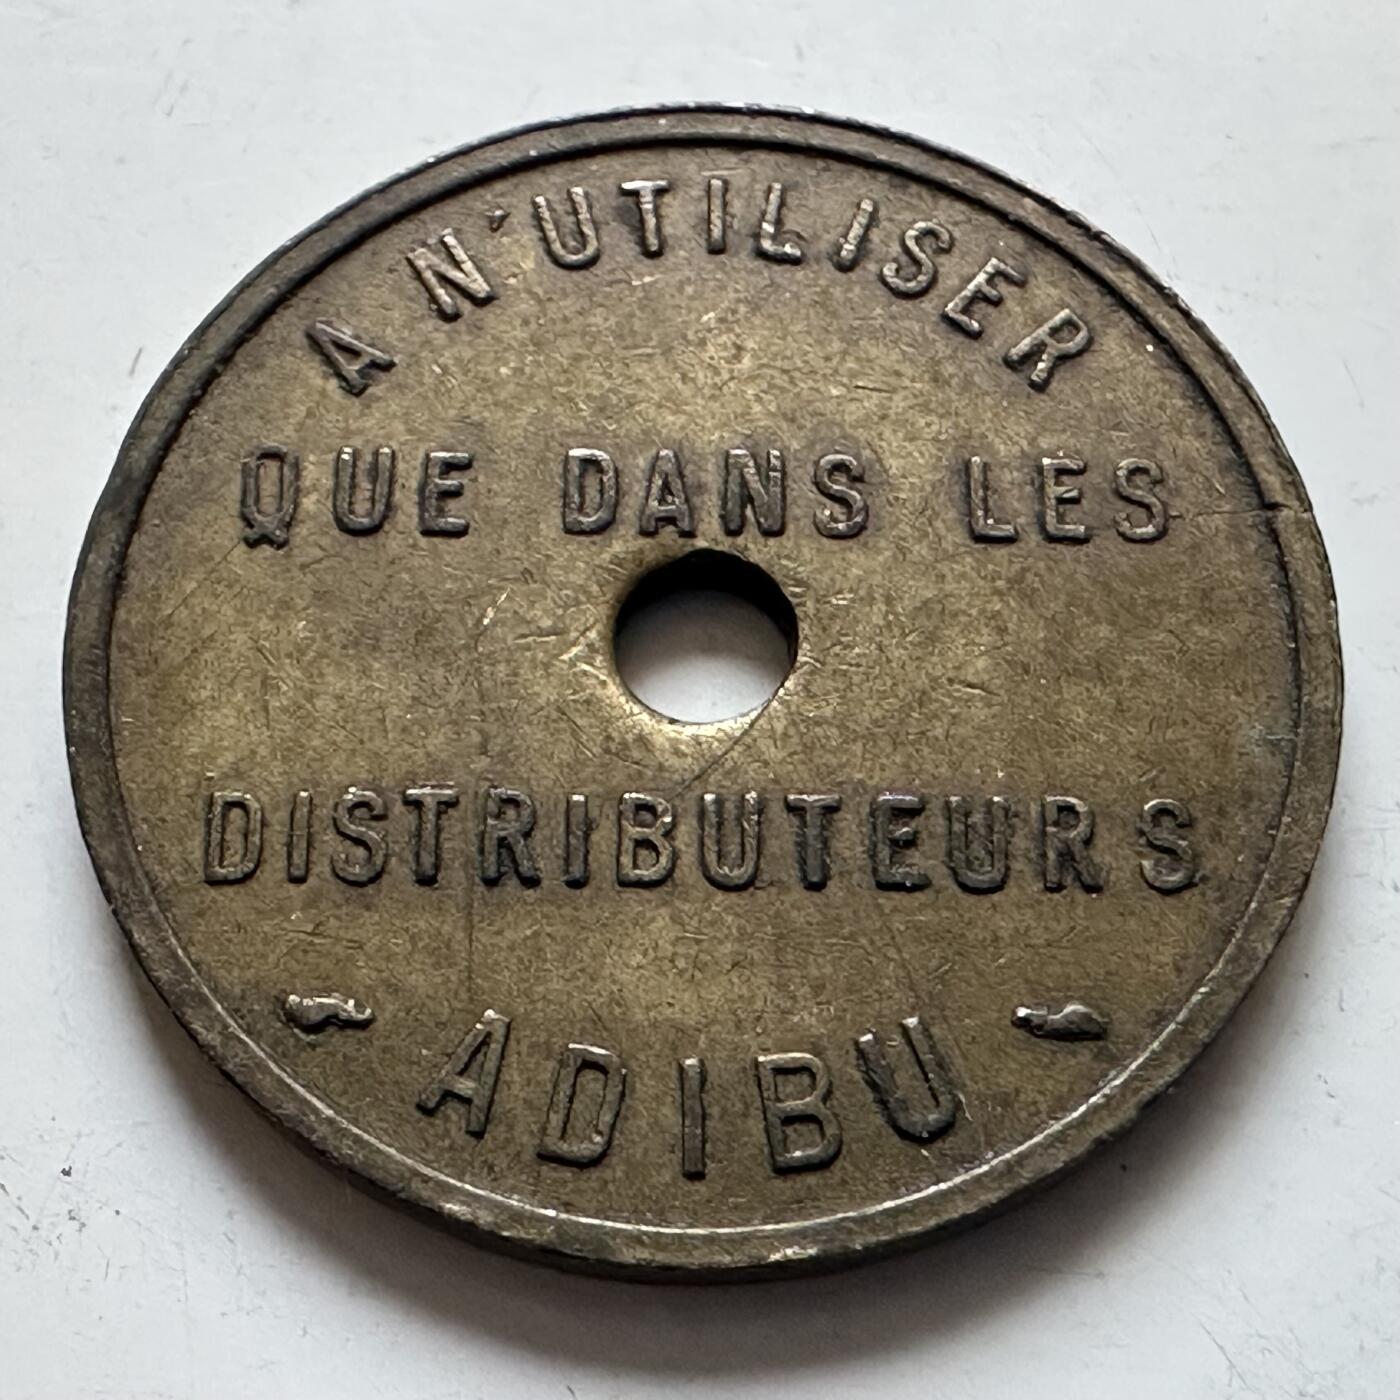 A N'UTILISER
QUE DANS LES
DISTRIBUTEURS
ADIBU